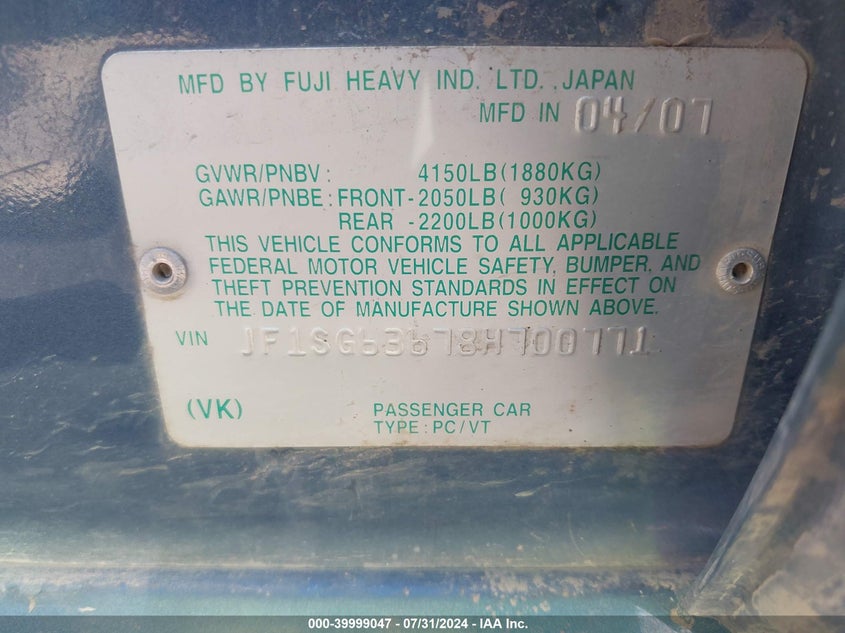 MFD BY FUJI HEAVY IND. LTD. JAPAN
MFD IN 04/07
GVWR/PNBV: 4150LB(1880KG)
GAWR/PNBE: FRONT-2050LB( 930KG)
REAR -2200LB(1000KG)
THIS VEHICLE CONFORMS TO ALL APPLICABLE
FEDERAL MOTOR VEHICLE SAFETY, BUMPER, AND
THEFT PREVENTION STANDARDS IN EFFECT ON
THE DATE OF MANUFACTURE SHOWN ABOVE.
VIN JF1SG63678H700771
(VK) PASSENGER CAR
TYPE: PC/VT
000-39999047 / 07/31/2024 - IAA Inc.